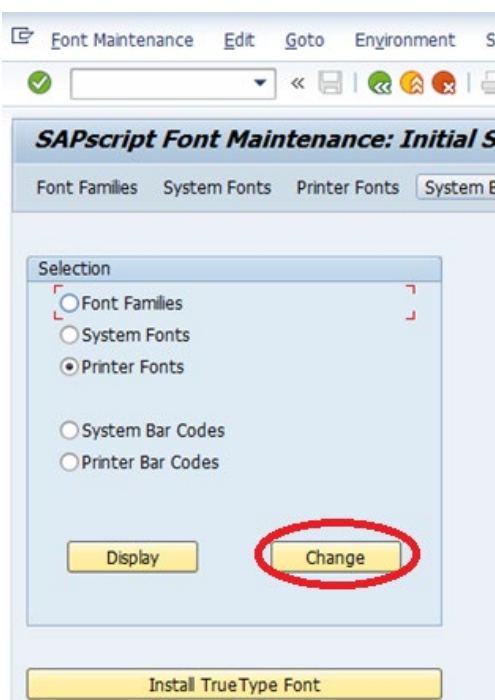 Font Maintenance Edit Goto Environment S
SAPscript Font Maintenance: Initial S
Font Families System Fonts Printer Fonts System B
Selection
Font Families
System Fonts
Printer Fonts
System Bar Codes
Printer Bar Codes
Display Change
Install TrueType Font